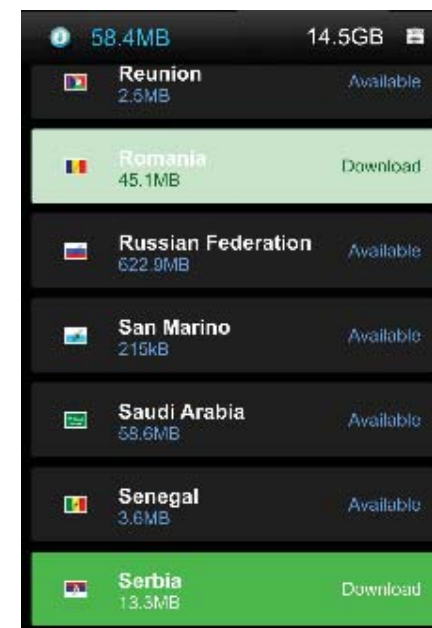 58.4MB 14.5GB
Reunion Available
2.5MB
Romania Download
45.1MB
Russian Federation Available
622.9MB
San Marino Available
215kB
Saudi Arabia Available
58.6MB
Senegal Available
3.6MB
Serbia Download
13.3MB